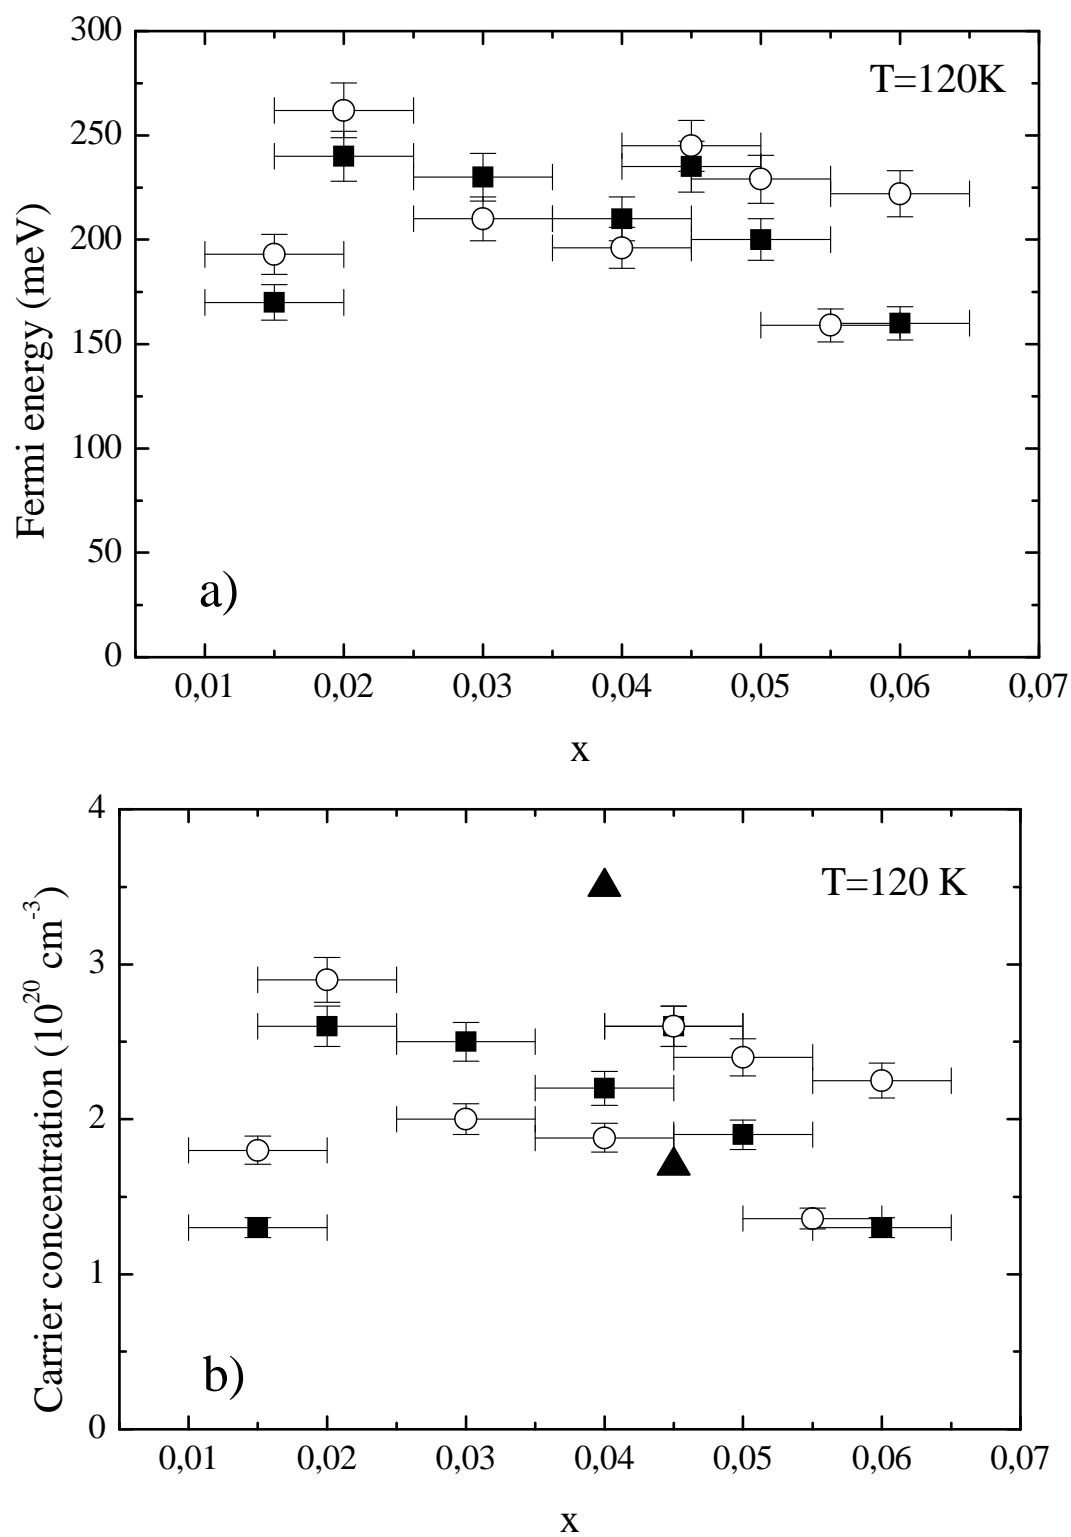 300
T=120K
250
200
150
100
50
0
Fermi energy (meV)
a)
0,01 0,02 0,03 0,04 0,05 0,06 0,07
x
4
T=120 K
3
2
1
0
Carrier concentration (10²⁰ cm⁻³)
b)
0,01 0,02 0,03 0,04 0,05 0,06 0,07
x